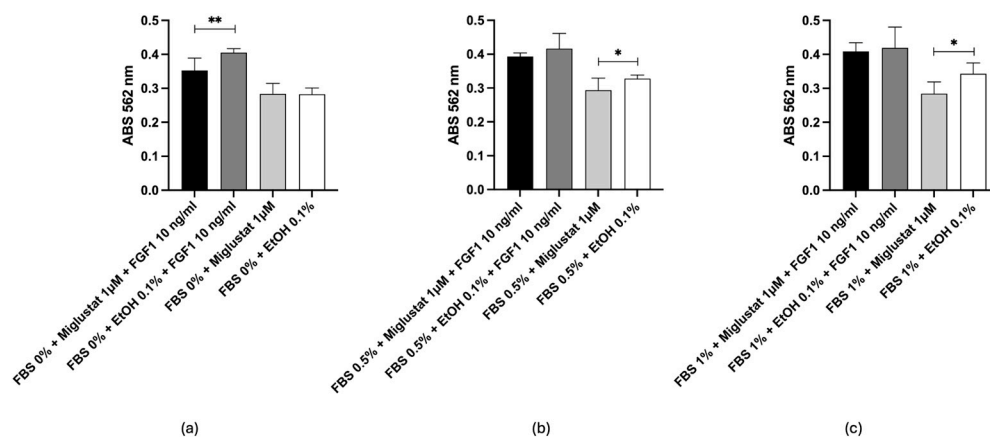 **
ABS 562 nm
0.5
0.4
0.3
0.2
0.1
0.0
FBS 0% + Miglustat 1µM + FGF1 10 ng/ml
FBS 0% + EtOH 0.1% + FGF1 10 ng/ml
FBS 0% + Miglustat 1µM
FBS 0% + EtOH 0.1%
(a)
*
ABS 562 nm
0.5
0.4
0.3
0.2
0.1
0.0
FBS 0.5% + Miglustat 1µM + FGF1 10 ng/ml
FBS 0.5% + EtOH 0.1% + FGF1 10 ng/ml
FBS 0.5% + Miglustat 1µM
FBS 0.5% + EtOH 0.1%
(b)
*
ABS 562 nm
0.5
0.4
0.3
0.2
0.1
0.0
FBS 1% + Miglustat 1µM + FGF1 10 ng/ml
FBS 1% + EtOH 0.1% + FGF1 10 ng/ml
FBS 1% + Miglustat 1µM
FBS 1% + EtOH 0.1%
(c)